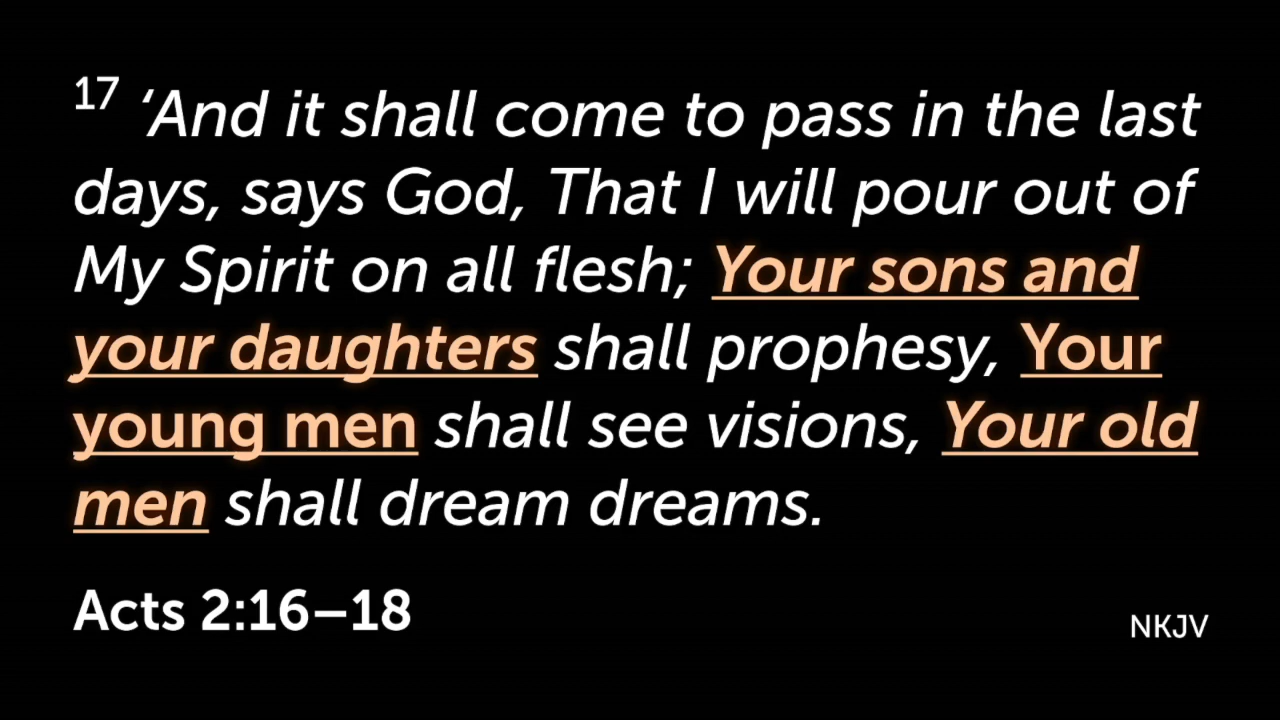 17 ‘And it shall come to pass in the last
days, says God, That I will pour out of
My Spirit on all flesh; Your sons and
your daughters shall prophesy, Your
young men shall see visions, Your old
men shall dream dreams.
Acts 2:16–18
NKJV